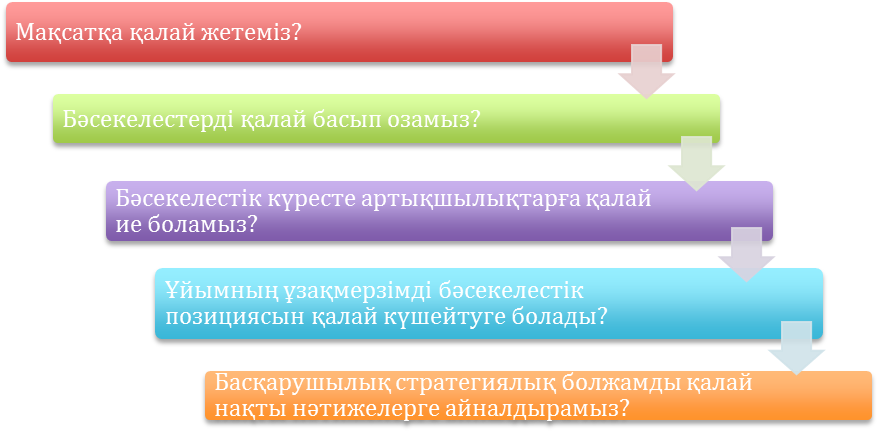 Мақсатқа қалай жетеміз?
Бәсекелестерді қалай басып озамыз?
Бәсекелестік күресте артықшылықтарға қалай
ие боламыз?
Ұйымның ұзақмерзімді бәсекелестік
позициясын қалай күшейтуге болады?
Басқарушылық стратегиялық болжамды қалай
нақты нәтижелерге айналдырамыз?